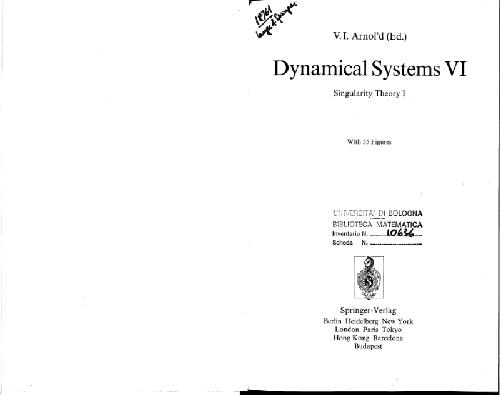 V. I. Arnol'd (Ed.)
Dynamical Systems VI
Singularity Theory I
With 55 Figures
UNIVERSITA' DI BOLOGNA
BIBLIOTECA MATEMATICA
Inventario N. 10636
Scheda N.
Springer-Verlag
Berlin Heidelberg New York
London Paris Tokyo
Hong Kong Barcelona
Budapest